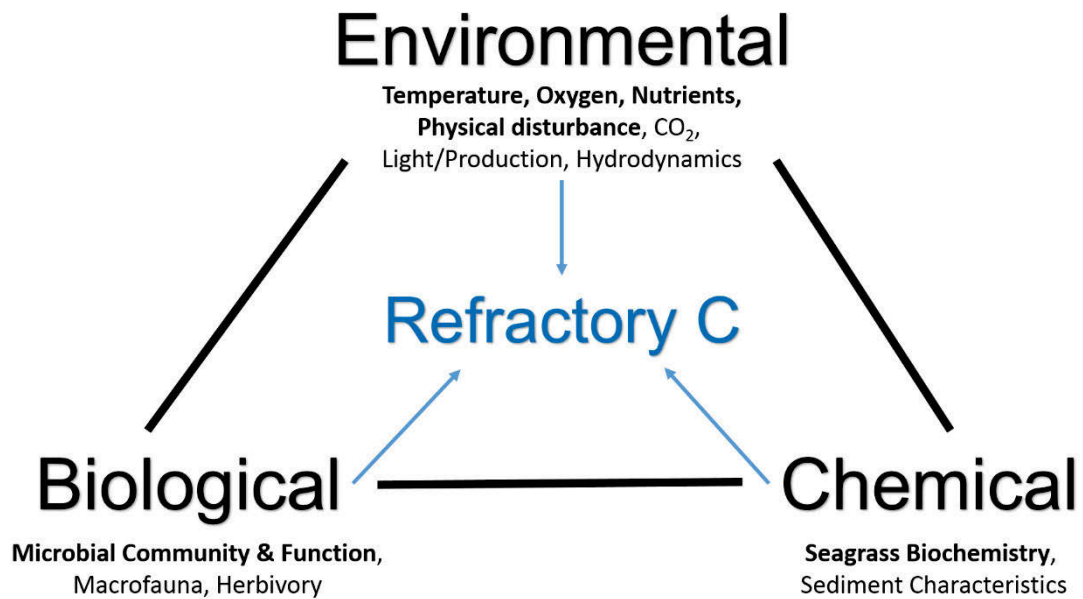 Environmental
Temperature, Oxygen, Nutrients,
Physical disturbance, CO₂,
Light/Production, Hydrodynamics
Refractory C
Biological
Microbial Community & Function,
Macrofauna, Herbivory
Chemical
Seagrass Biochemistry,
Sediment Characteristics